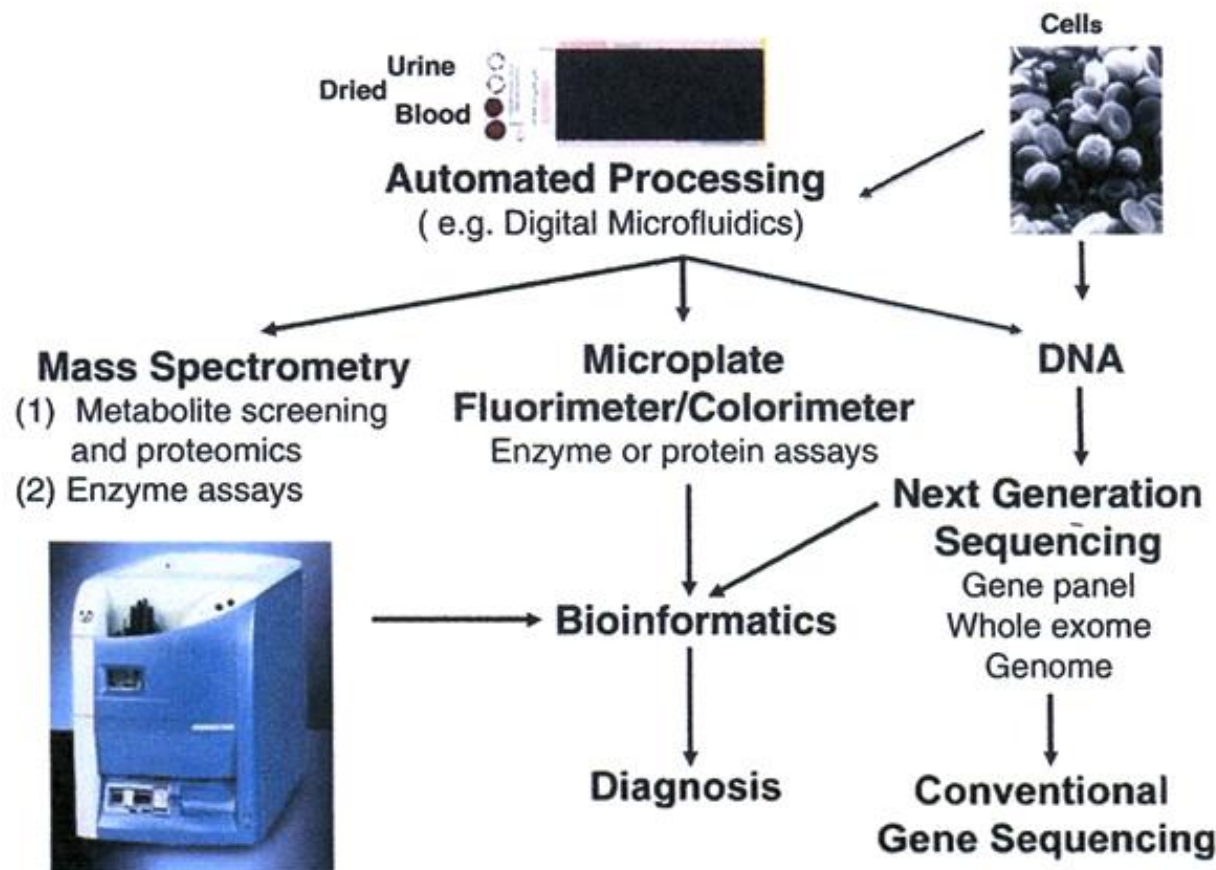 Cells
Urine
Dried
Blood
Automated Processing
( e.g. Digital Microfluidics)
Mass Spectrometry
(1) Metabolite screening
and proteomics
(2) Enzyme assays
Microplate
Fluorimeter/Colorimeter
Enzyme or protein assays
DNA
Next Generation
Sequencing
Gene panel
Whole exome
Genome
Bioinformatics
Diagnosis
Conventional
Gene Sequencing